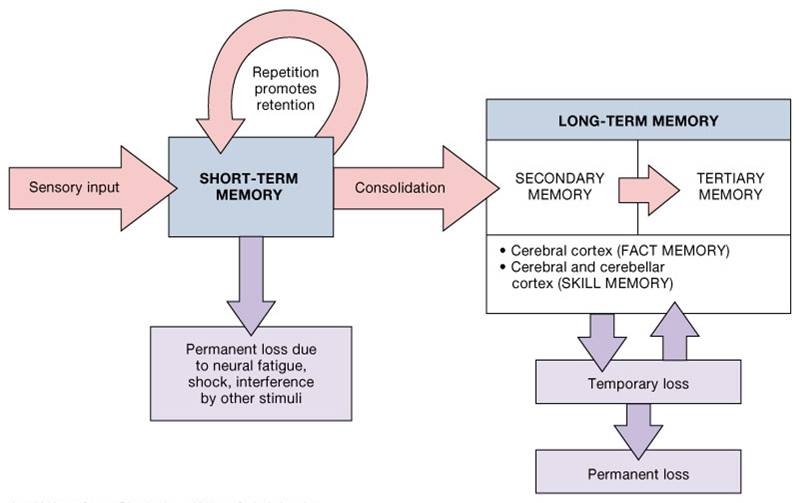 Repetition
promotes
retention
Sensory input
SHORT-TERM
MEMORY
Consolidation
LONG-TERM MEMORY
SECONDARY
MEMORY
TERTIARY
MEMORY
• Cerebral cortex (FACT MEMORY)
• Cerebral and cerebellar
cortex (SKILL MEMORY)
Permanent loss due
to neural fatigue,
shock, interference
by other stimuli
Temporary loss
Permanent loss